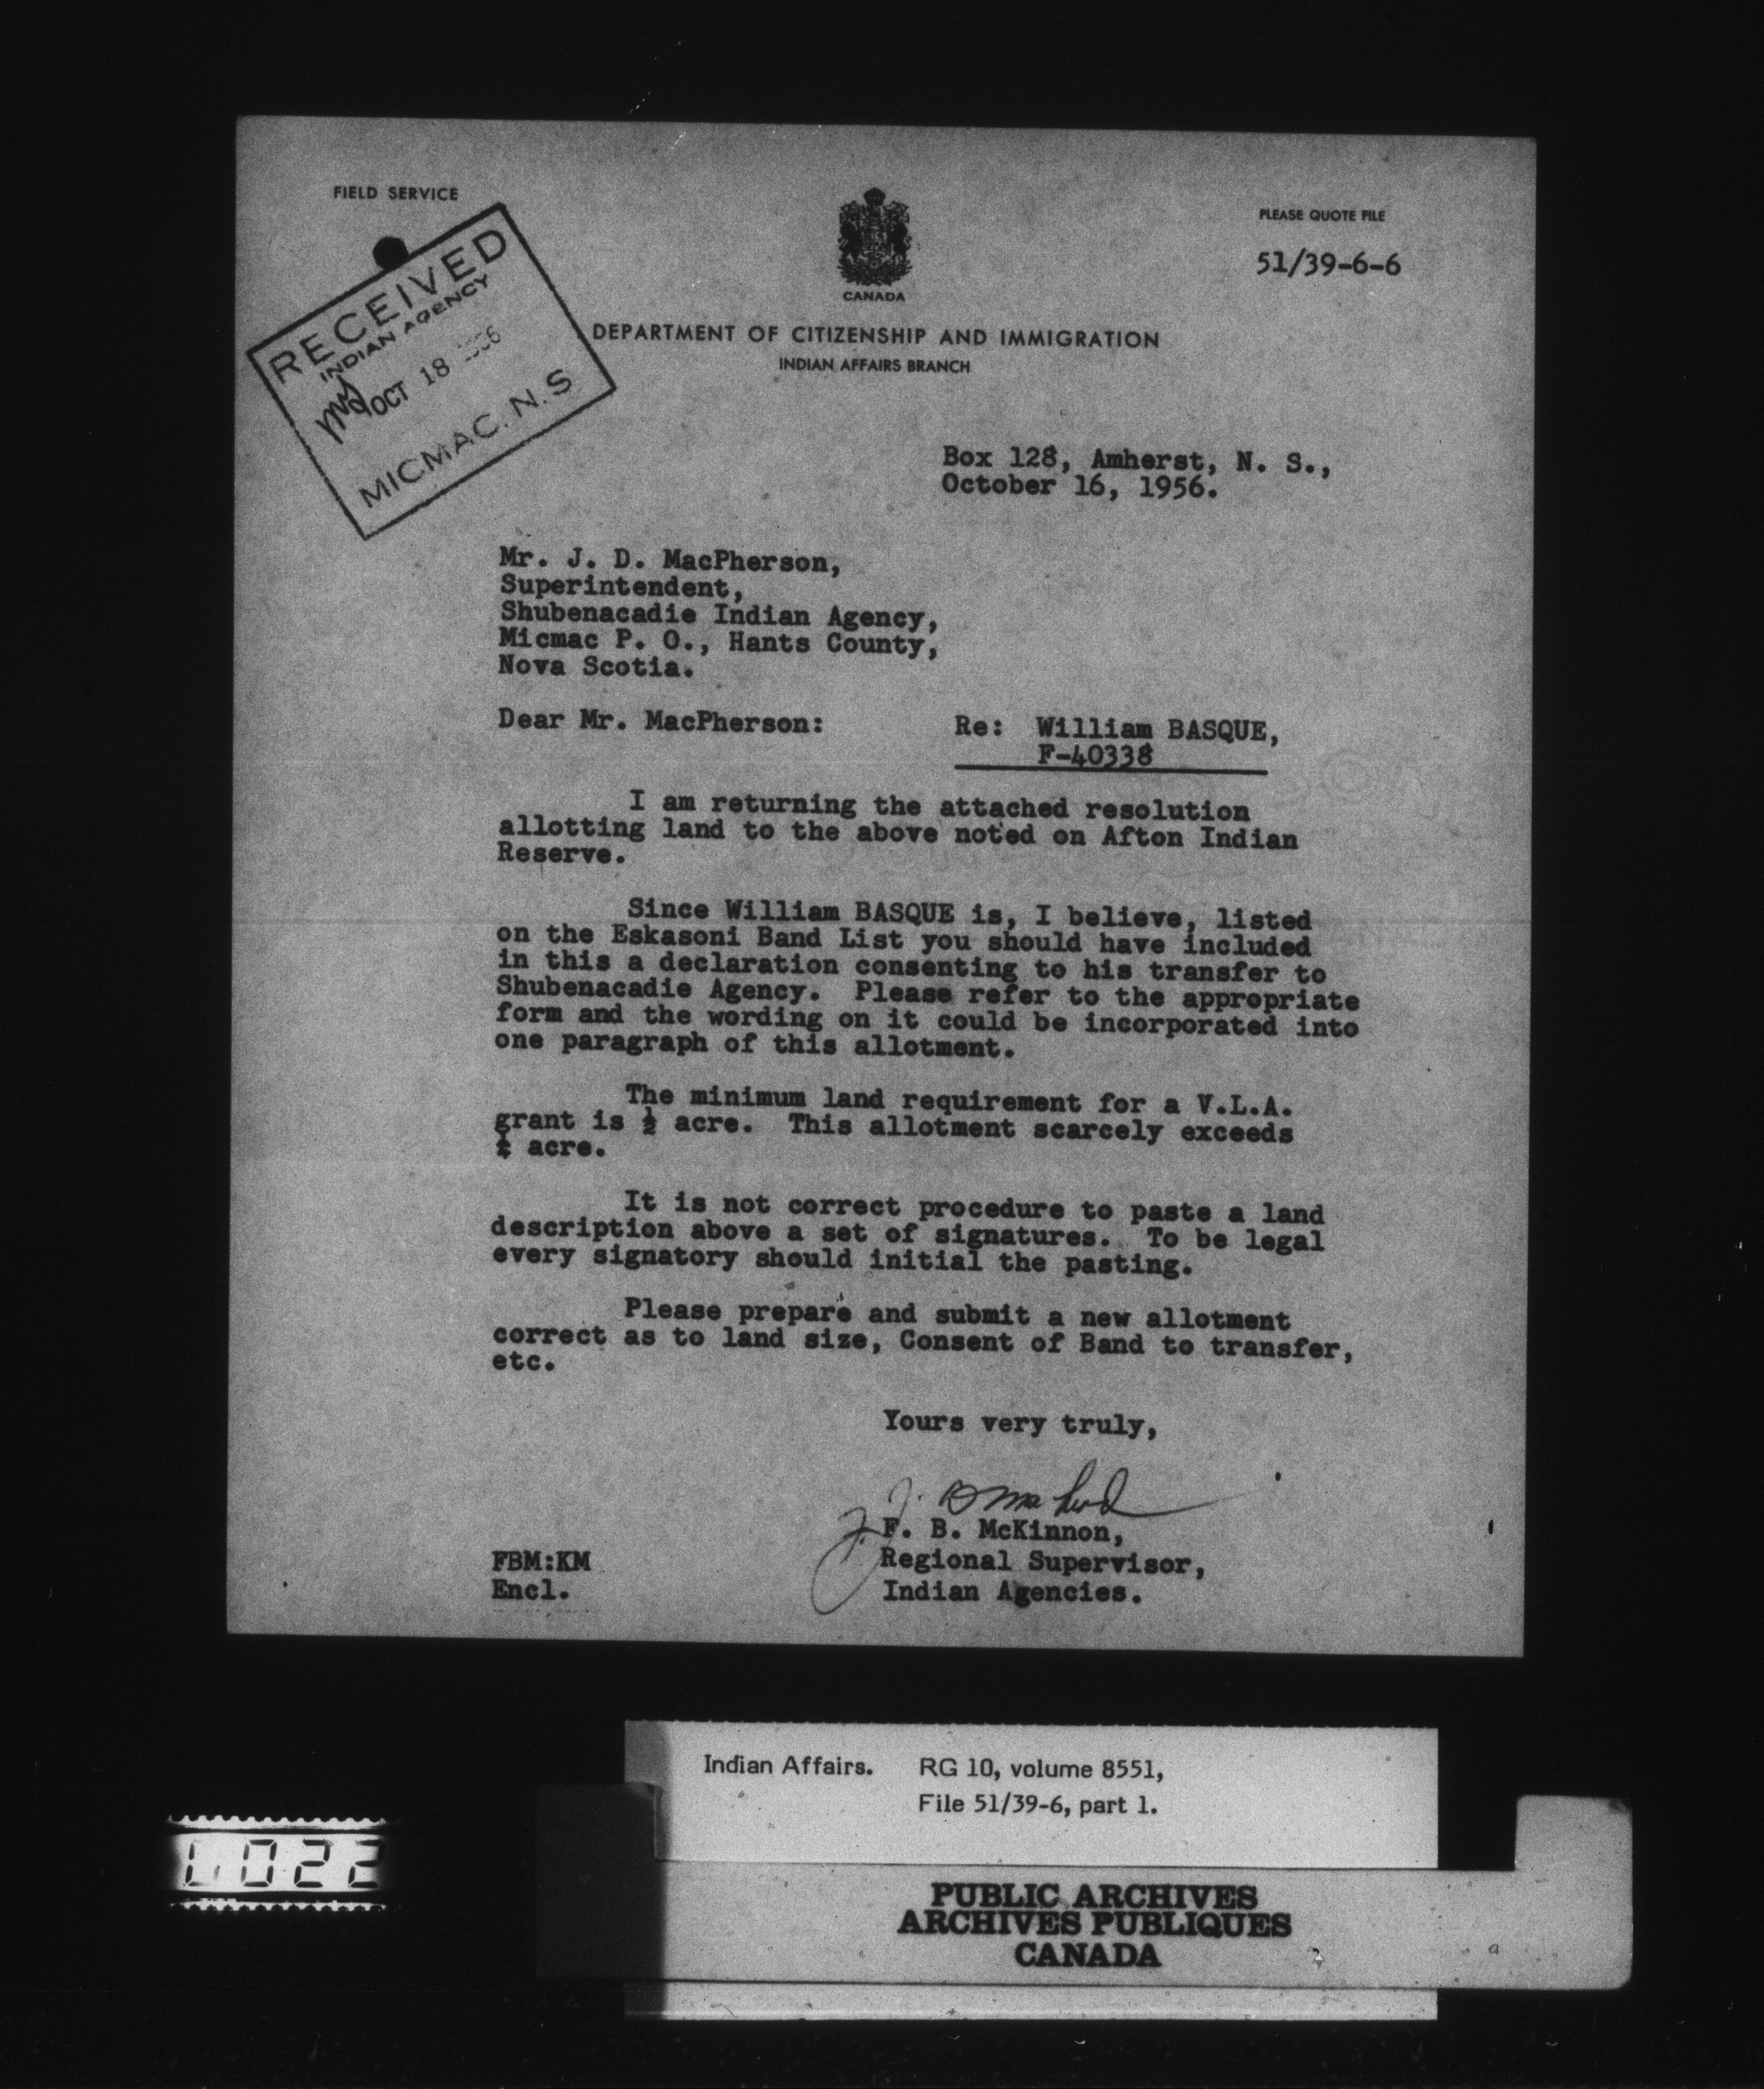 FIELD SERVICE
PLEASE QUOTE FILE
51/39-6-6
RECEIVED
INDIAN AGENCY
OCT 18 1956
MICMAC, N.S
CANADA
DEPARTMENT OF CITIZENSHIP AND IMMIGRATION
INDIAN AFFAIRS BRANCH
Box 128, Amherst, N. S.,
October 16, 1956.
Mr. J. D. MacPherson,
Superintendent,
Shubenacadie Indian Agency,
Micmac P. O., Hants County,
Nova Scotia.
Dear Mr. MacPherson:
Re: William BASQUE,
F-40338
I am returning the attached resolution
allotting land to the above noted on Afton Indian
Reserve.
Since William BASQUE is, I believe, listed
on the Eskasoni Band List you should have included
in this a declaration consenting to his transfer to
Shubenacadie Agency. Please refer to the appropriate
form and the wording on it could be incorporated into
one paragraph of this allotment.
The minimum land requirement for a V.L.A.
grant is ½ acre. This allotment scarcely exceeds
¼ acre.
It is not correct procedure to paste a land
description above a set of signatures. To be legal
every signatory should initial the pasting.
Please prepare and submit a new allotment
correct as to land size, Consent of Band to transfer,
etc.
Yours very truly,
F. B. McKinnon,
Regional Supervisor,
Indian Agencies.
FBM:KM
Encl.
Indian Affairs. RG 10, volume 8551,
File 51/39-6, part 1.
PUBLIC ARCHIVES
ARCHIVES PUBLIQUES
CANADA